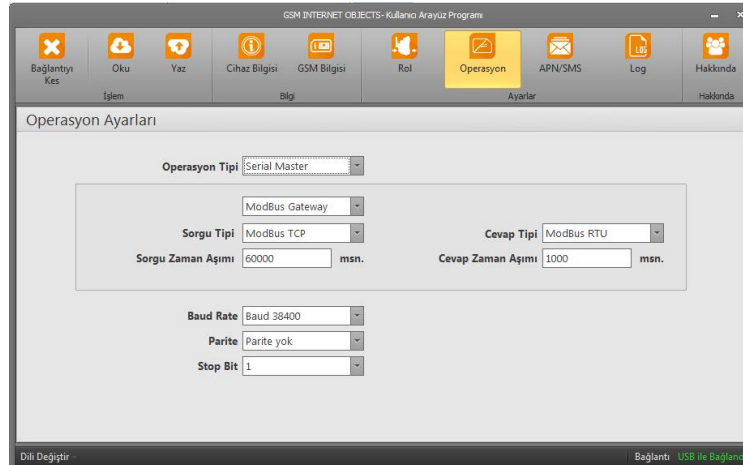 GSM INTERNET OBJECTS- Kullanıcı Arayüz Programı
Bağlantıyı Kes
Oku
Yaz
Cihaz Bilgisi
GSM Bilgisi
Rol
Operasyon
APN/SMS
LOG
Log
Hakkında
İşlem
Bilgi
Ayarlar
Hakkında
Operasyon Ayarları
Operasyon Tipi Serial Master
ModBus Gateway
Sorgu Tipi ModBus TCP
Cevap Tipi ModBus RTU
Sorgu Zaman Aşımı 60000 msn.
Cevap Zaman Aşımı 1000 msn.
Baud Rate Baud 38400
Parite Parite yok
Stop Bit 1
Dili Değiştir
Bağlantı USB ile Bağland